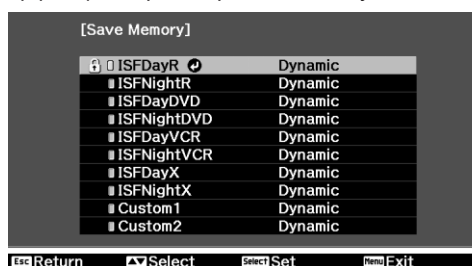 [Save Memory]
ISFDayR Dynamic
ISFNightR Dynamic
ISFDayDVD Dynamic
ISFNightDVD Dynamic
ISFDayVCR Dynamic
ISFNightVCR Dynamic
ISFDayX Dynamic
ISFNightX Dynamic
Custom1 Dynamic
Custom2 Dynamic
Esc Return Select Select Set Menu Exit